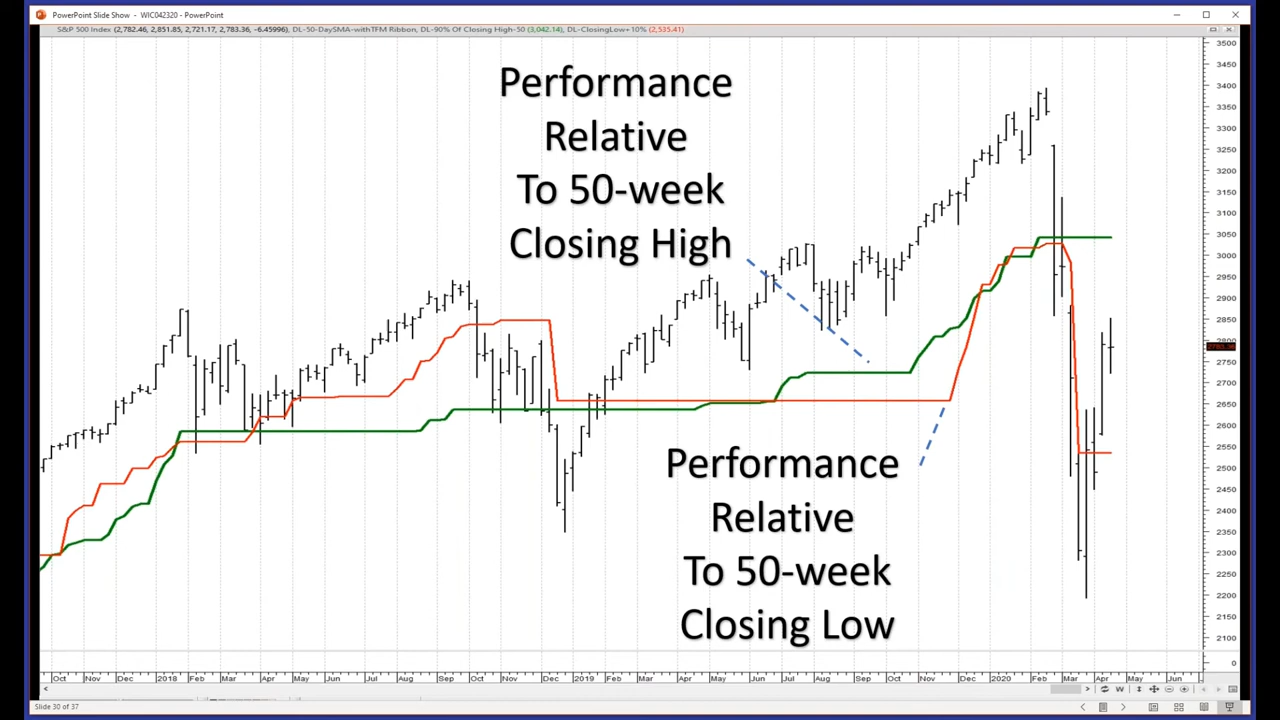 PowerPoint Slide Show - WIC042320 - PowerPoint
S&P 500 Index (2,782.46, 2,851.85, 2,721.17, 2,783.36, -6.45996), DL-50-DaySMA-withTFM Ribbon, DL-90% Of Closing High-50 (3,042.14), DL-ClosingLow+10% (2,535.41)
Performance
Relative
To 50-week
Closing High
Performance
Relative
To 50-week
Closing Low
3500
3450
3400
3350
3300
3250
3200
3150
3100
3050
3000
2950
2900
2850
2800
2750
2700
2650
2600
2550
2500
2450
2400
2350
2300
2250
2200
2150
2100
0
Oct Nov Dec 2018 Feb Mar Apr May Jun Jul Aug Sep Oct Nov Dec 2019 Feb Mar Apr May Jun Jul Aug Sep Oct Nov Dec 2020 Feb Mar Apr Jun
Slide 30 of 37